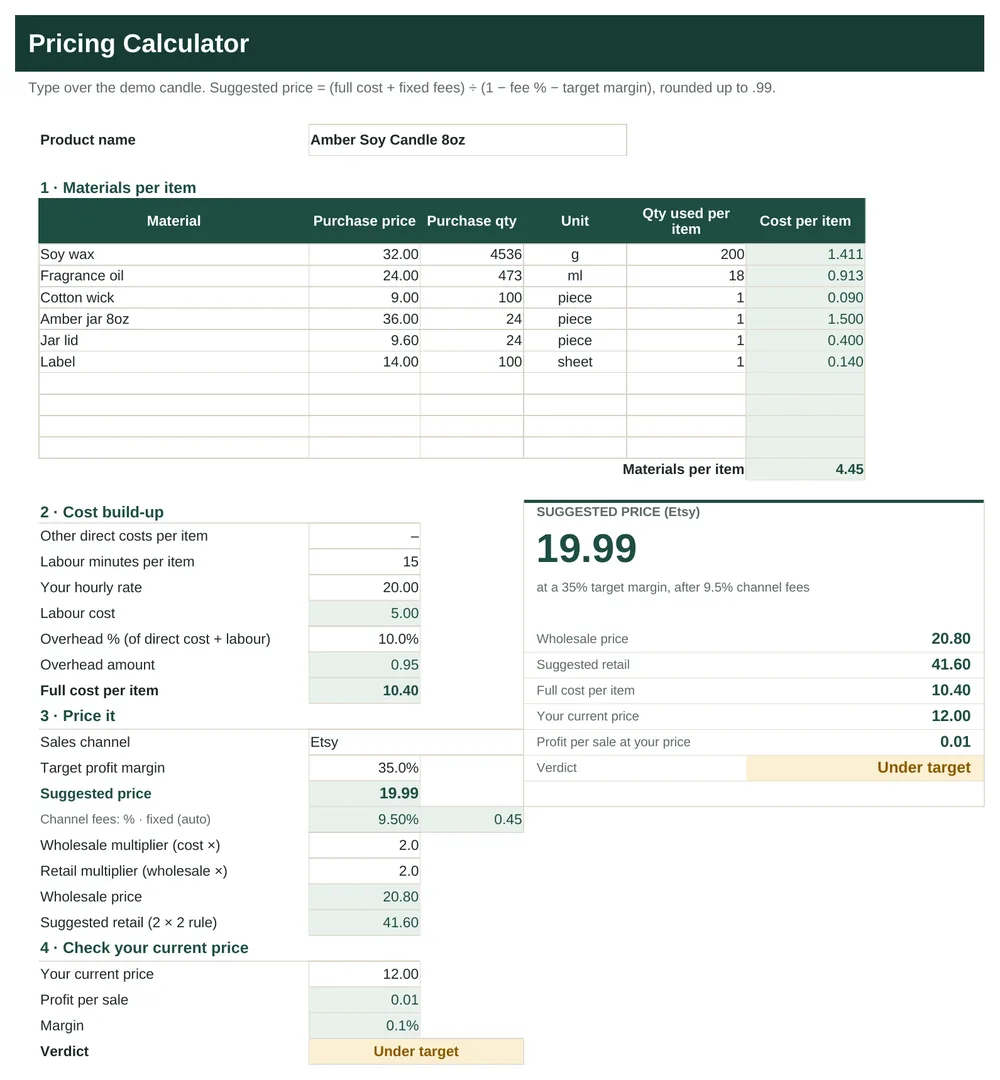 Pricing Calculator
Type over the demo candle. Suggested price = (full cost + fixed fees) ÷ (1 − fee % − target margin), rounded up to .99.
Product name Amber Soy Candle 8oz
1 · Materials per item
Material Purchase price Purchase qty Unit Qty used per item Cost per item
Soy wax 32.00 4536 g 200 1.411
Fragrance oil 24.00 473 ml 18 0.913
Cotton wick 9.00 100 piece 1 0.090
Amber jar 8oz 36.00 24 piece 1 1.500
Jar lid 9.60 24 piece 1 0.400
Label 14.00 100 sheet 1 0.140
Materials per item 4.45
2 · Cost build-up
Other direct costs per item –
Labour minutes per item 15
Your hourly rate 20.00
Labour cost 5.00
Overhead % (of direct cost + labour) 10.0%
Overhead amount 0.95
Full cost per item 10.40
3 · Price it
Sales channel Etsy
Target profit margin 35.0%
Suggested price 19.99
Channel fees: % · fixed (auto) 9.50% 0.45
Wholesale multiplier (cost ×) 2.0
Retail multiplier (wholesale ×) 2.0
Wholesale price 20.80
Suggested retail (2 × 2 rule) 41.60
4 · Check your current price
Your current price 12.00
Profit per sale 0.01
Margin 0.1%
Verdict Under target
SUGGESTED PRICE (Etsy)
19.99
at a 35% target margin, after 9.5% channel fees
Wholesale price 20.80
Suggested retail 41.60
Full cost per item 10.40
Your current price 12.00
Profit per sale at your price 0.01
Verdict Under target